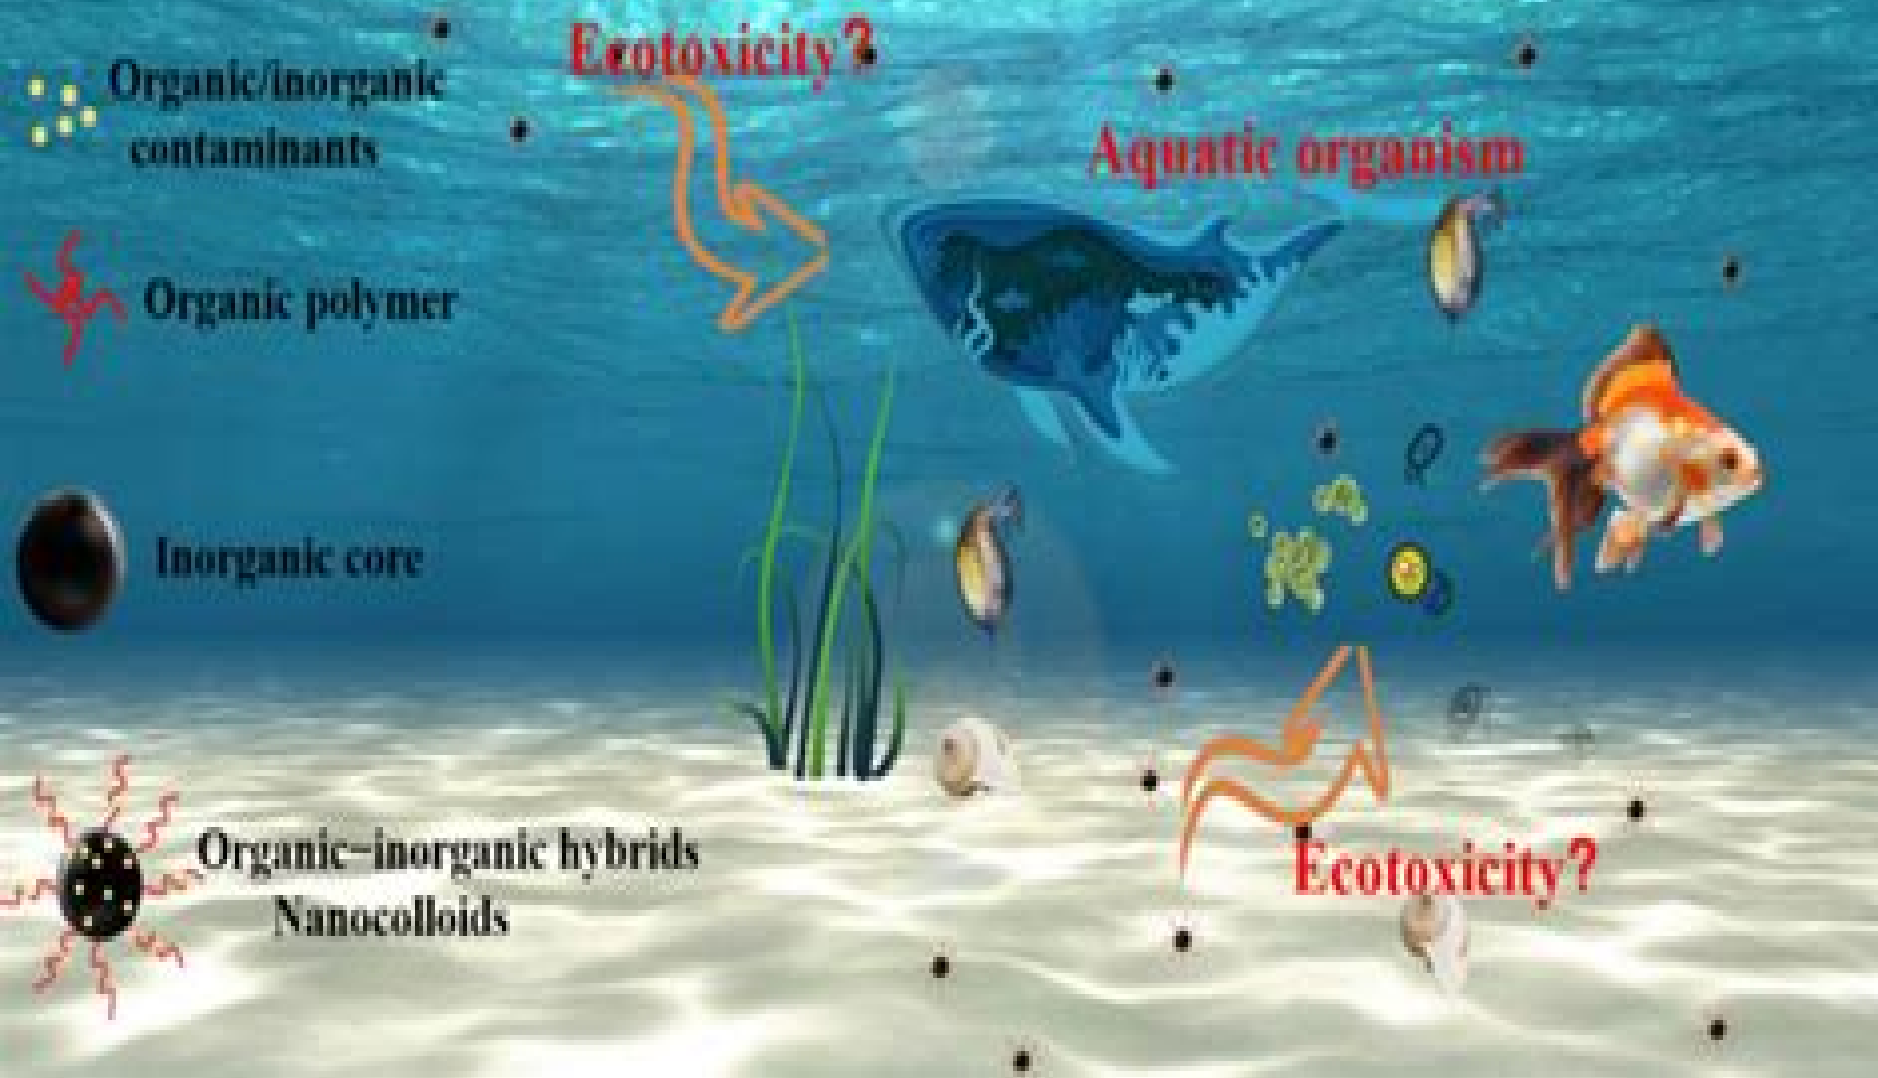 Ecotoxicity?
Organic/inorganic
contaminants
Aquatic organism
Organic polymer
Inorganic core
Organic-inorganic hybrids
Nanocolloids
Ecotoxicity?